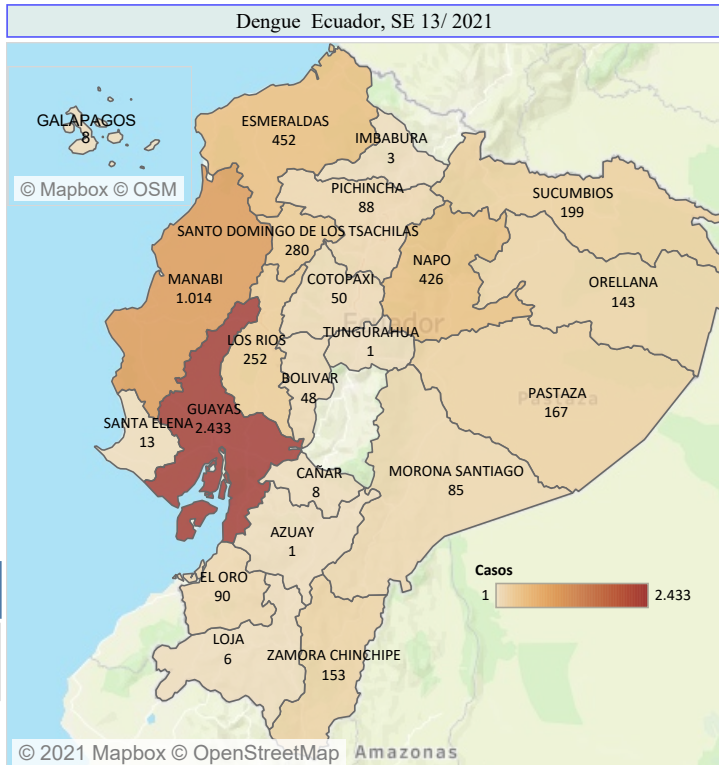 Dengue Ecuador, SE 13/ 2021
GALAPAGOS
8
© Mapbox © OSM
ESMERALDAS
452
IMBABURA
3
PICHINCHA
88
SUCUMBIOS
199
SANTO DOMINGO DE LOS TSACHILAS
280
MANABI
1.014
COTOPAXI
50
NAPO
426
ORELLANA
143
Ecuador
LOS RIOS
252
TUNGURAHUA
1
BOLIVAR
48
Pastaza
PASTAZA
167
GUAYAS
2.433
SANTA ELENA
13
CAÑAR
8
MORONA SANTIAGO
85
AZUAY
1
EL ORO
90
Casos
1 2.433
LOJA
6
ZAMORA CHINCHIPE
153
© 2021 Mapbox © OpenStreetMap
Amazonas